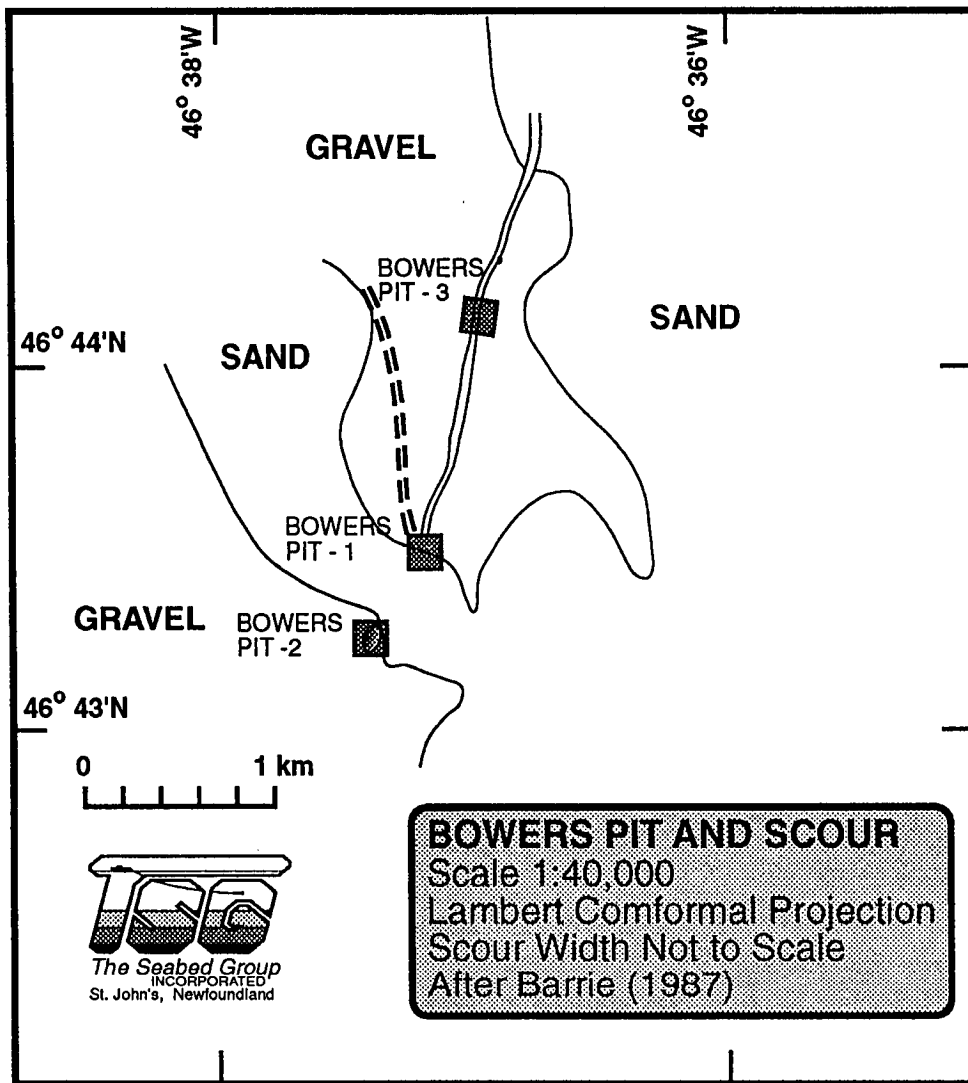 46° 38'W
46° 36'W
GRAVEL
BOWERS
PIT - 3
SAND
46° 44'N
SAND
BOWERS
PIT - 1
GRAVEL
BOWERS
PIT -2
46° 43'N
0 1 km
BOWERS PIT AND SCOUR
Scale 1:40,000
Lambert Comformal Projection
Scour Width Not to Scale
After Barrie (1987)
The Seabed Group
INCORPORATED
St. John's, Newfoundland